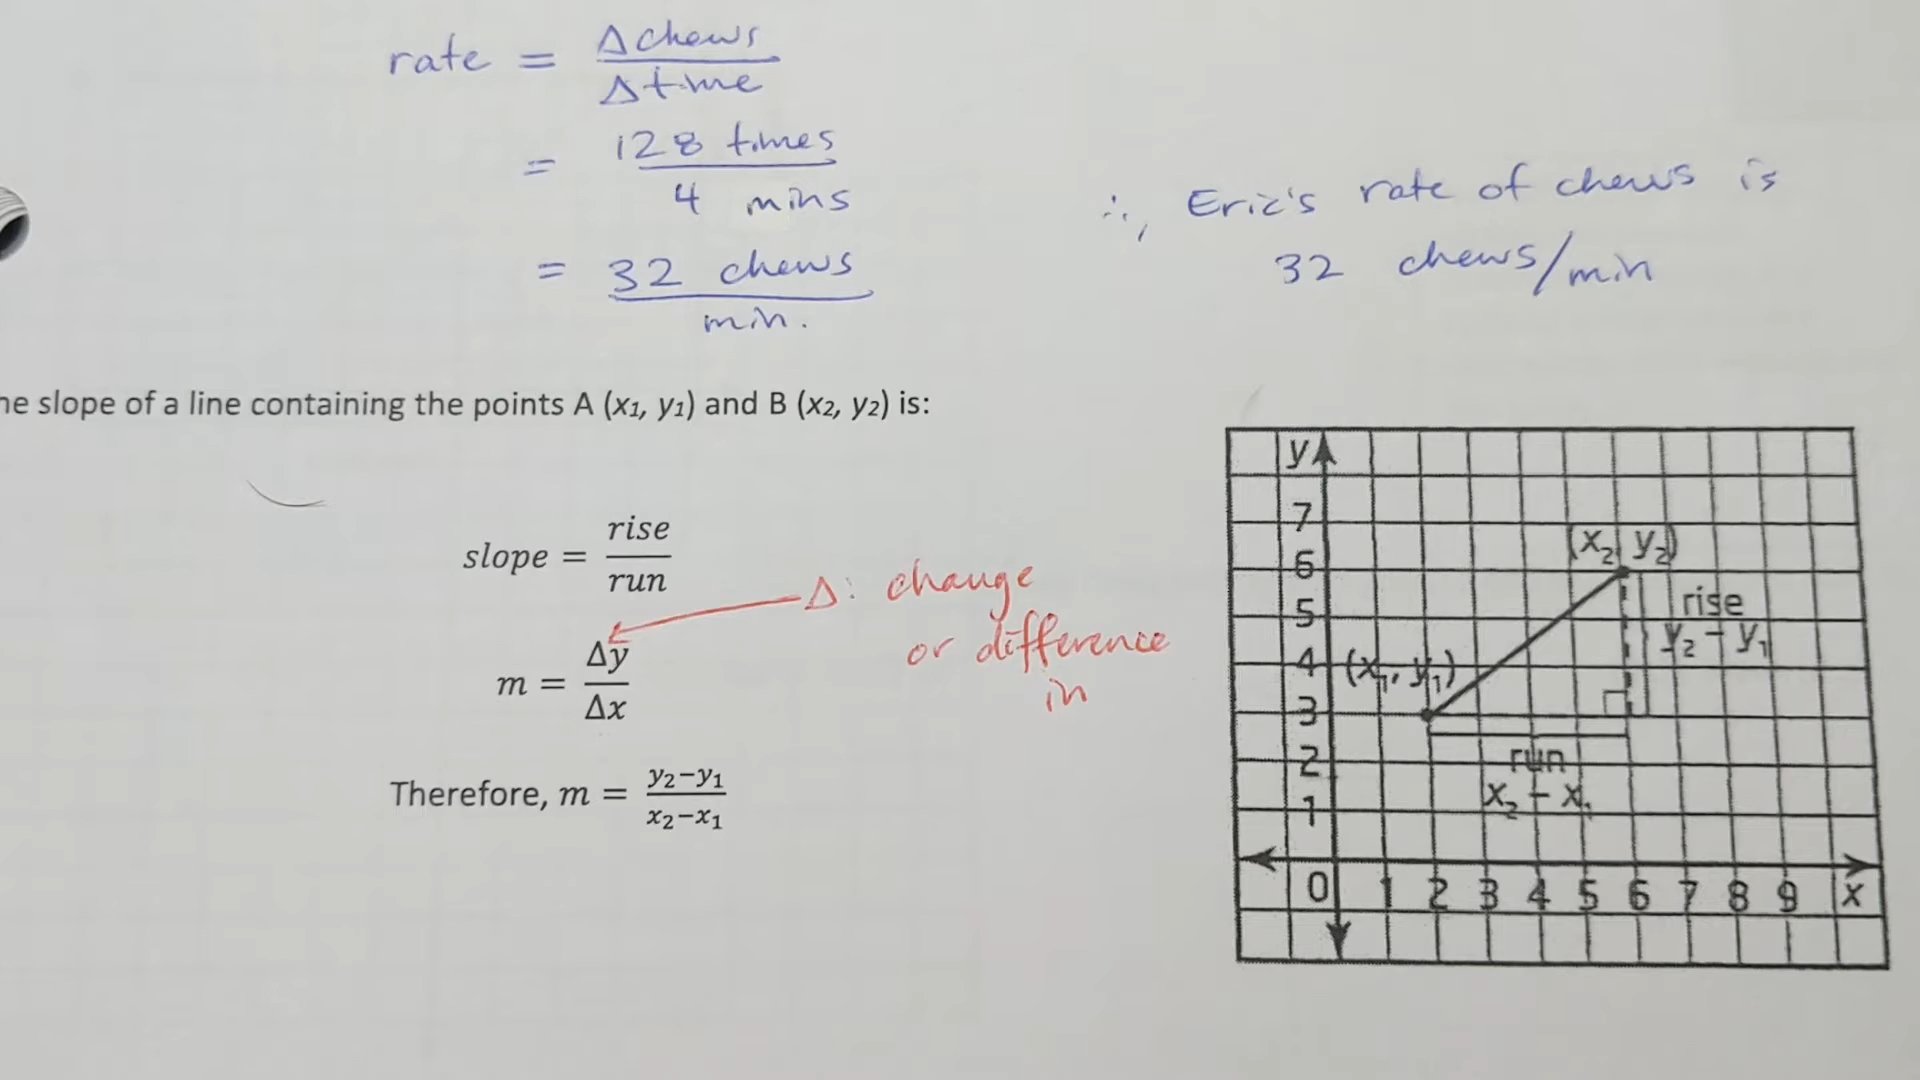 rate = Δchews
Δtime
= 128 times
4 mins
= 32 chews
min.
∴, Eric's rate of chews is
32 chews/min
he slope of a line containing the points A (x1, y1) and B (x2, y2) is:
slope = rise
run
Δ: change
or difference
in
m = Δy
Δx
Therefore, m = y2−y1
x2−x1
y
7
(x2, y2)
6
rise
5
y2 − y1
4 (x1, y1)
3
2 run
x2 − x1
1
0 1 2 3 4 5 6 7 8 9 x